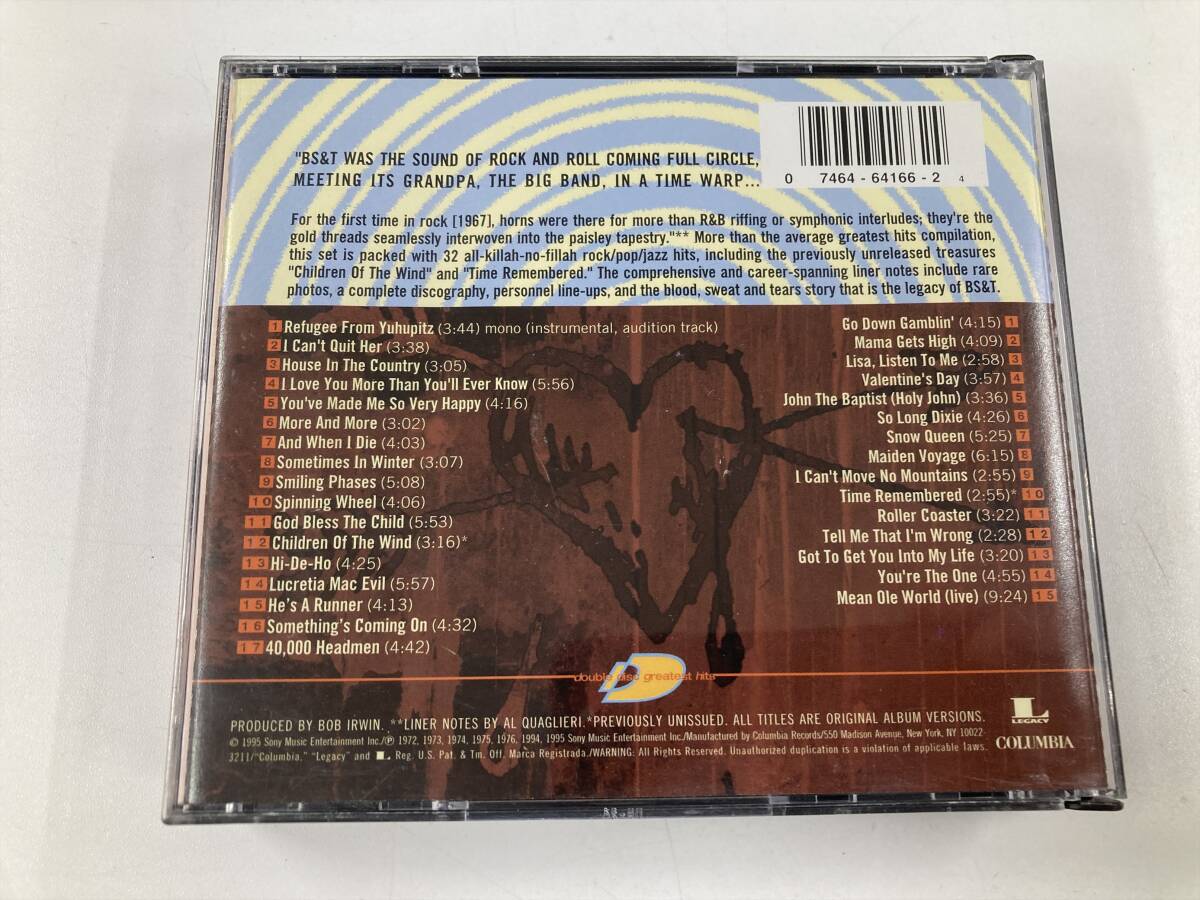 "BS&T WAS THE SOUND OF ROCK AND ROLL COMING FULL CIRCLE,
MEETING ITS GRANDPA, THE BIG BAND, IN A TIME WARP...
0 7464-64166-2 4
For the first time in rock [1967], horns were there for more than R&B riffing or symphonic interludes; they're the
gold threads seamlessly interwoven into the paisley tapestry."** More than the average greatest hits compilation,
this set is packed with 32 all-killah-no-fillah rock/pop/jazz hits, including the previously unreleased treasures
"Children Of The Wind" and "Time Remembered." The comprehensive and career-spanning liner notes include rare
photos, a complete discography, personnel line-ups, and the blood, sweat and tears story that is the legacy of BS&T.
1 Refugee From Yuhupitz (3:44) mono (instrumental, audition track)
2 I Can't Quit Her (3:38)
3 House In The Country (3:05)
4 I Love You More Than You'll Ever Know (5:56)
5 You've Made Me So Very Happy (4:16)
6 More And More (3:02)
7 And When I Die (4:03)
8 Sometimes In Winter (3:07)
9 Smiling Phases (5:08)
10 Spinning Wheel (4:06)
11 God Bless The Child (5:53)
12 Children Of The Wind (3:16)*
13 Hi-De-Ho (4:25)
14 Lucretia Mac Evil (5:57)
15 He's A Runner (4:13)
16 Something's Coming On (4:32)
17 40,000 Headmen (4:42)
Go Down Gamblin' (4:15) 1
Mama Gets High (4:09) 2
Lisa, Listen To Me (2:58) 3
Valentine's Day (3:57) 4
John The Baptist (Holy John) (3:36) 5
So Long Dixie (4:26) 6
Snow Queen (5:25) 7
Maiden Voyage (6:15) 8
I Can't Move No Mountains (2:55) 9
Time Remembered (2:55)* 10
Roller Coaster (3:22) 11
Tell Me That I'm Wrong (2:28) 12
Got To Get You Into My Life (3:20) 13
You're The One (4:55) 14
Mean Ole World (live) (9:24) 15
double disc greatest hits
PRODUCED BY BOB IRWIN. **LINER NOTES BY AL QUAGLIERI.*PREVIOUSLY UNISSUED. ALL TITLES ARE ORIGINAL ALBUM VERSIONS.
© 1995 Sony Music Entertainment Inc./℗ 1972, 1973, 1974, 1975, 1976, 1994, 1995 Sony Music Entertainment Inc./Manufactured by Columbia Records/550 Madison Avenue, New York, NY 10022-
3211/"Columbia," "Legacy" and L Reg. U.S. Pat. & Tm. Off. Marca Registrada./WARNING: All Rights Reserved. Unauthorized duplication is a violation of applicable laws.
L
LEGACY
COLUMBIA